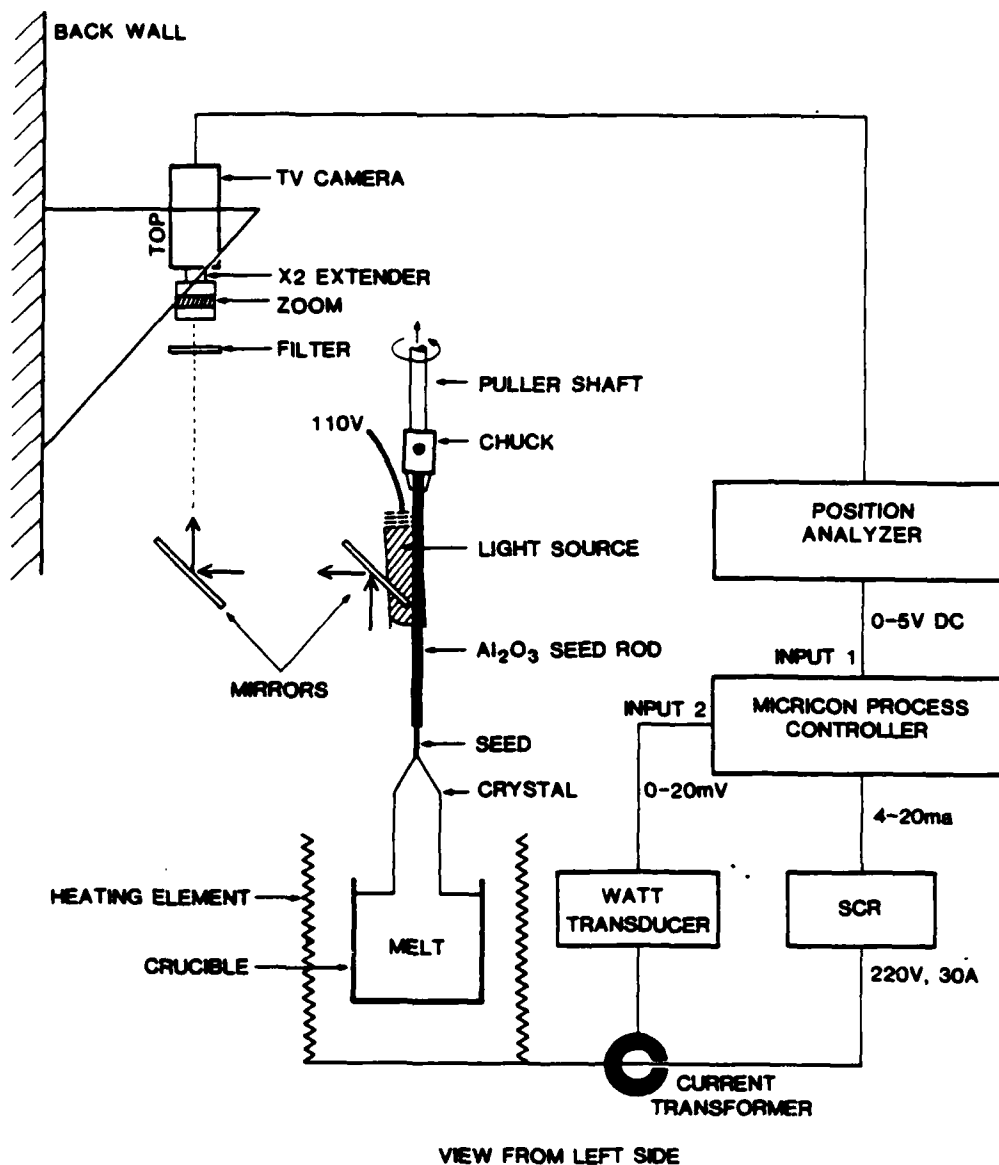 BACK WALL
TV CAMERA
TOP
X2 EXTENDER
ZOOM
FILTER
PULLER SHAFT
110V
CHUCK
POSITION
ANALYZER
LIGHT SOURCE
0-5V DC
Al₂O₃ SEED ROD
INPUT 1
MIRRORS
INPUT 2
MICRICON PROCESS
CONTROLLER
SEED
CRYSTAL
0-20mV
4-20ma
HEATING ELEMENT
WATT
TRANSDUCER
SCR
MELT
CRUCIBLE
220V, 30A
CURRENT
TRANSFORMER
VIEW FROM LEFT SIDE